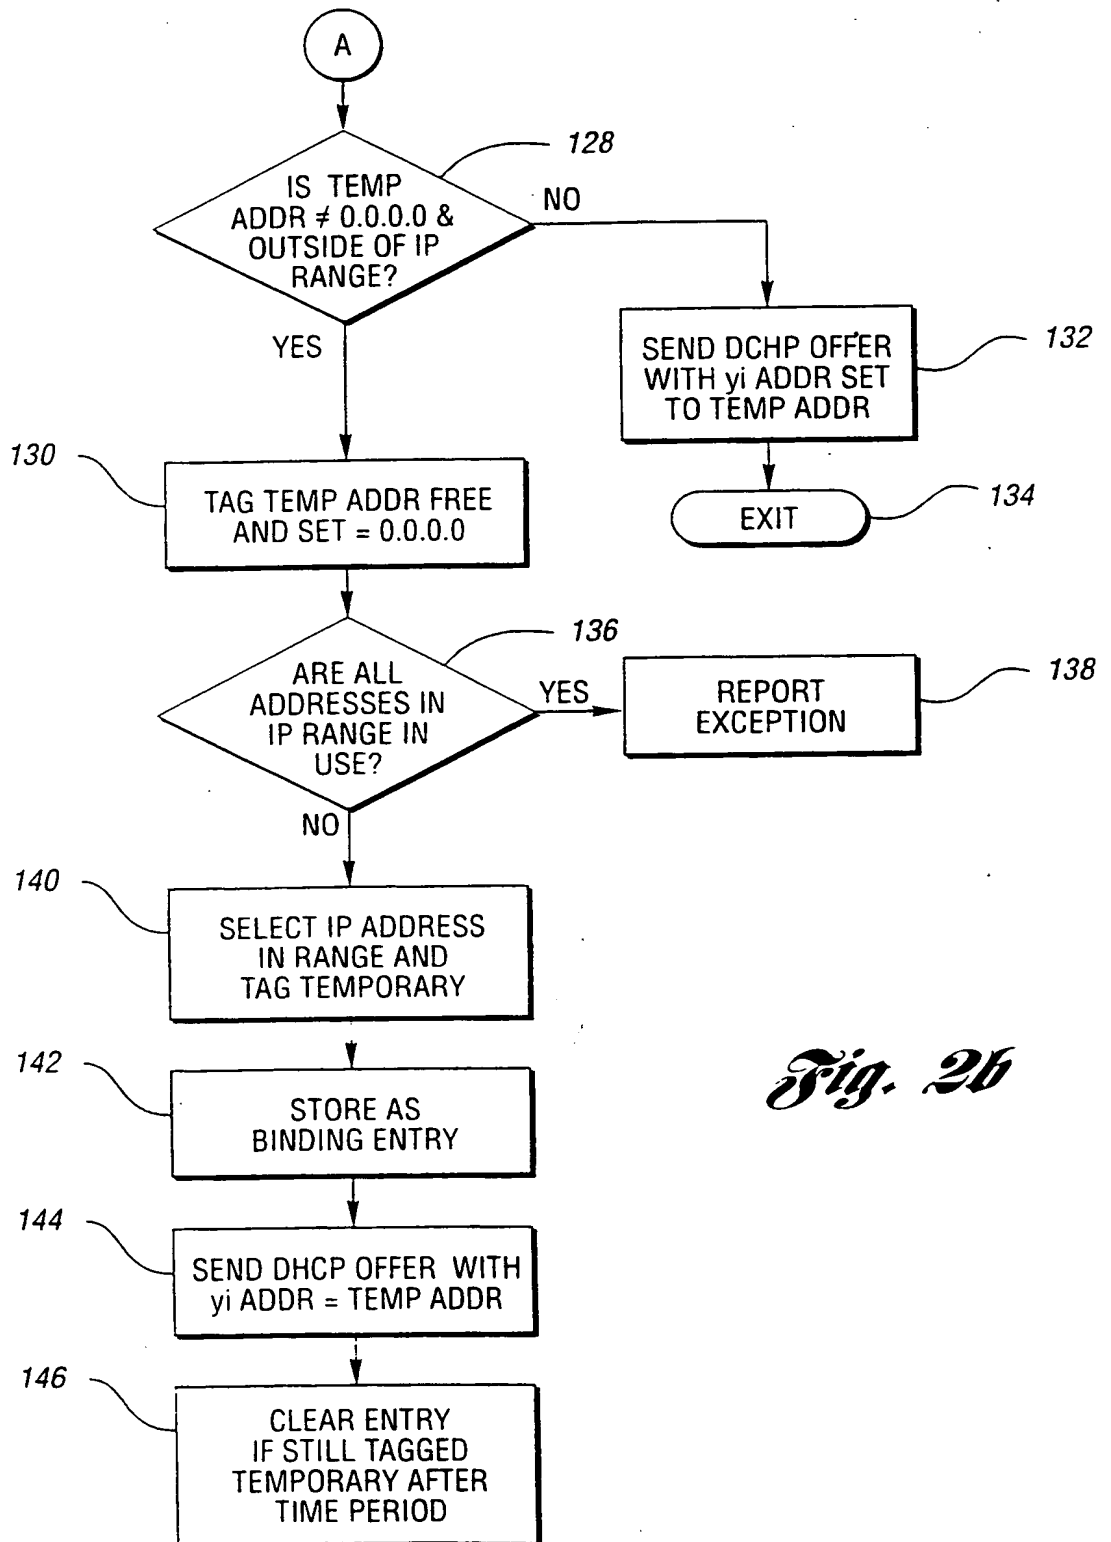 A
128
IS TEMP
ADDR ≠ 0.0.0.0 &
OUTSIDE OF IP
RANGE?
NO
YES
SEND DCHP OFFER
WITH yi ADDR SET
TO TEMP ADDR
132
130
TAG TEMP ADDR FREE
AND SET = 0.0.0.0
EXIT
134
136
ARE ALL
ADDRESSES IN
IP RANGE IN
USE?
YES
REPORT
EXCEPTION
138
NO
140
SELECT IP ADDRESS
IN RANGE AND
TAG TEMPORARY
142
STORE AS
BINDING ENTRY
Fig. 2b
144
SEND DHCP OFFER WITH
yi ADDR = TEMP ADDR
146
CLEAR ENTRY
IF STILL TAGGED
TEMPORARY AFTER
TIME PERIOD